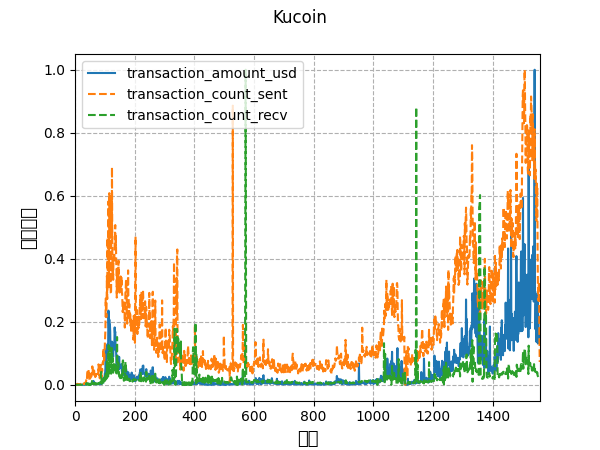 Kucoin
transaction_amount_usd
transaction_count_sent
transaction_count_recv
1.0
0.8
0.6
0.4
0.2
0.0
0 200 400 600 800 1000 1200 1400